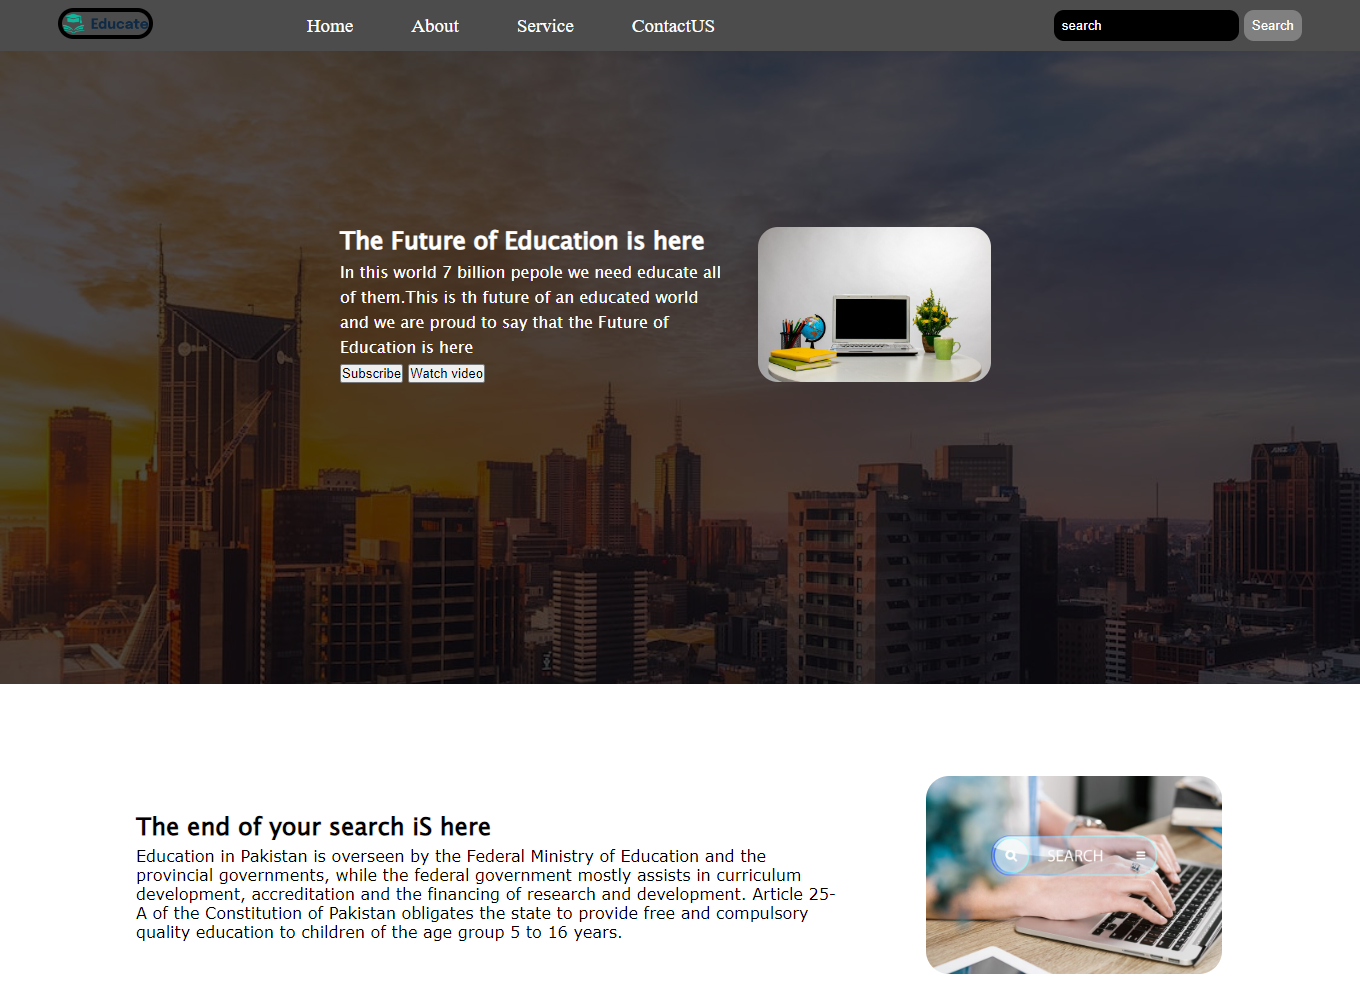 Educate
Home
About
Service
ContactUS
search
Search
The Future of Education is here
In this world 7 billion pepole we need educate all
of them.This is th future of an educated world
and we are proud to say that the Future of
Education is here
Subscribe
Watch video
The end of your search iS here
Education in Pakistan is overseen by the Federal Ministry of Education and the
provincial governments, while the federal government mostly assists in curriculum
development, accreditation and the financing of research and development. Article 25-
A of the Constitution of Pakistan obligates the state to provide free and compulsory
quality education to children of the age group 5 to 16 years.
SEARCH